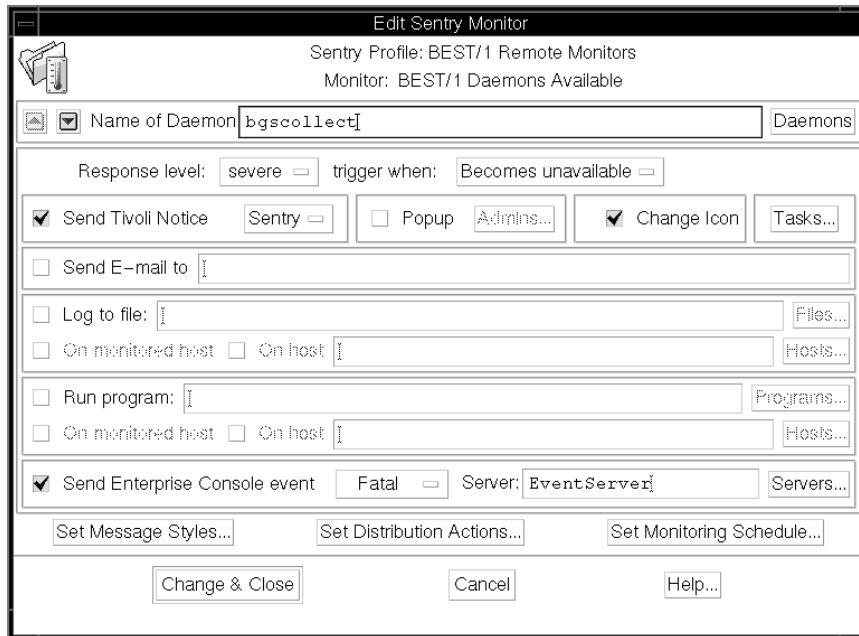 Edit Sentry Monitor
Sentry Profile: BEST/1 Remote Monitors
Monitor: BEST/1 Daemons Available
Name of Daemon bgscollect Daemons
Response level: severe trigger when: Becomes unavailable
Send Tivoli Notice Sentry Popup Admins... Change Icon Tasks...
Send E-mail to
Log to file: Files...
On monitored host On host Hosts...
Run program: Programs...
On monitored host On host Hosts...
Send Enterprise Console event Fatal Server: EventServer Servers...
Set Message Styles... Set Distribution Actions... Set Monitoring Schedule...
Change & Close Cancel Help...